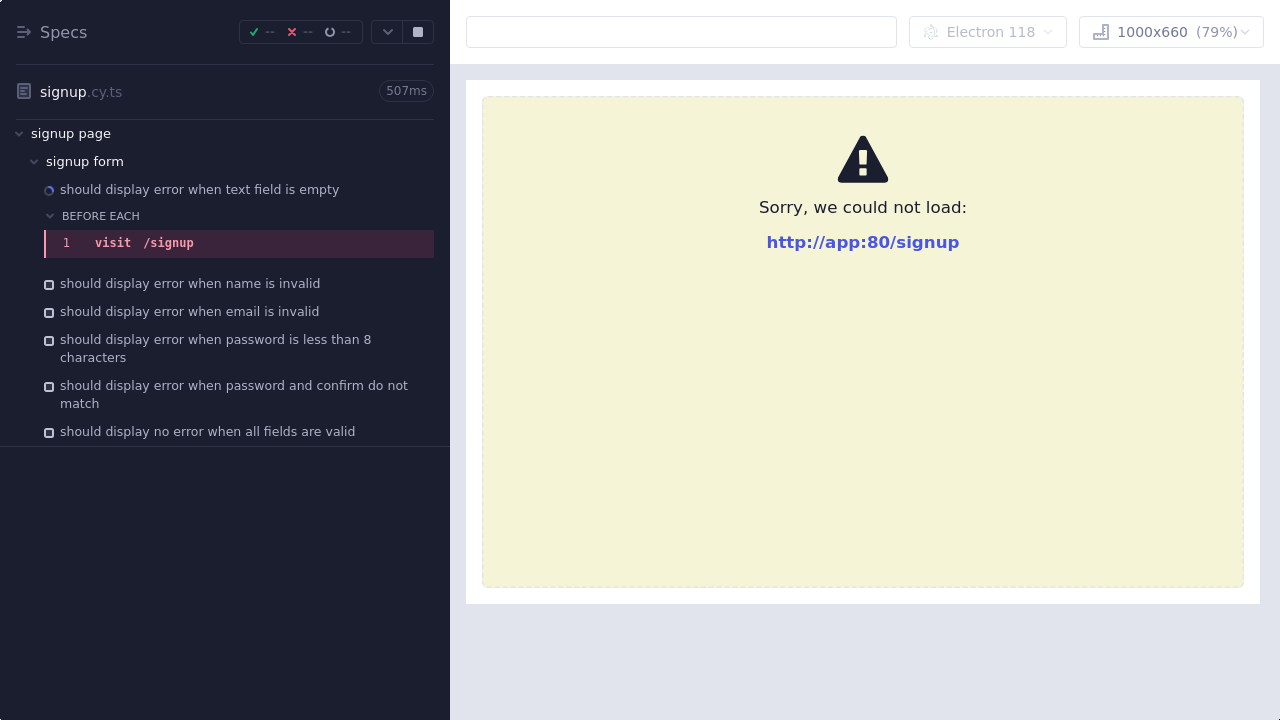 Specs
-- -- --
signup.cy.ts
507ms
signup page
signup form
should display error when text field is empty
BEFORE EACH
1 visit /signup
should display error when name is invalid
should display error when email is invalid
should display error when password is less than 8
characters
should display error when password and confirm do not
match
should display no error when all fields are valid
Electron 118
1000x660 (79%)
Sorry, we could not load:
http://app:80/signup